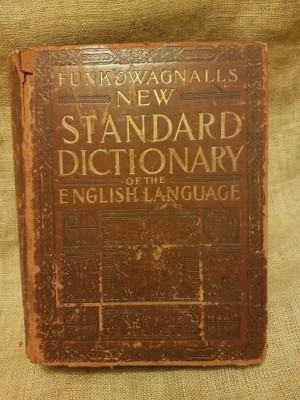 FUNK & WAGNALLS
NEW
STANDARD
DICTIONARY
OF THE
ENGLISH LANGUAGE